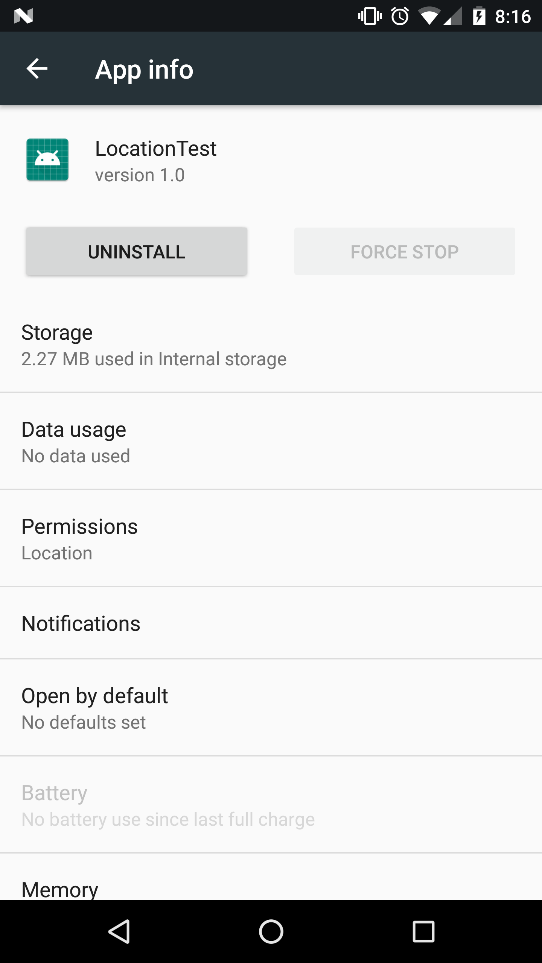 8:16
App info
LocationTest
version 1.0
UNINSTALL
FORCE STOP
Storage
2.27 MB used in Internal storage
Data usage
No data used
Permissions
Location
Notifications
Open by default
No defaults set
Battery
No battery use since last full charge
Memory